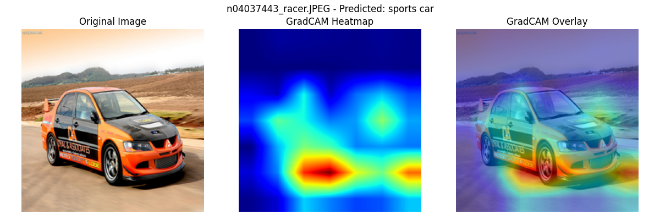 n04037443_racer.JPEG - Predicted: sports car
Original Image
GradCAM Heatmap
GradCAM Overlay